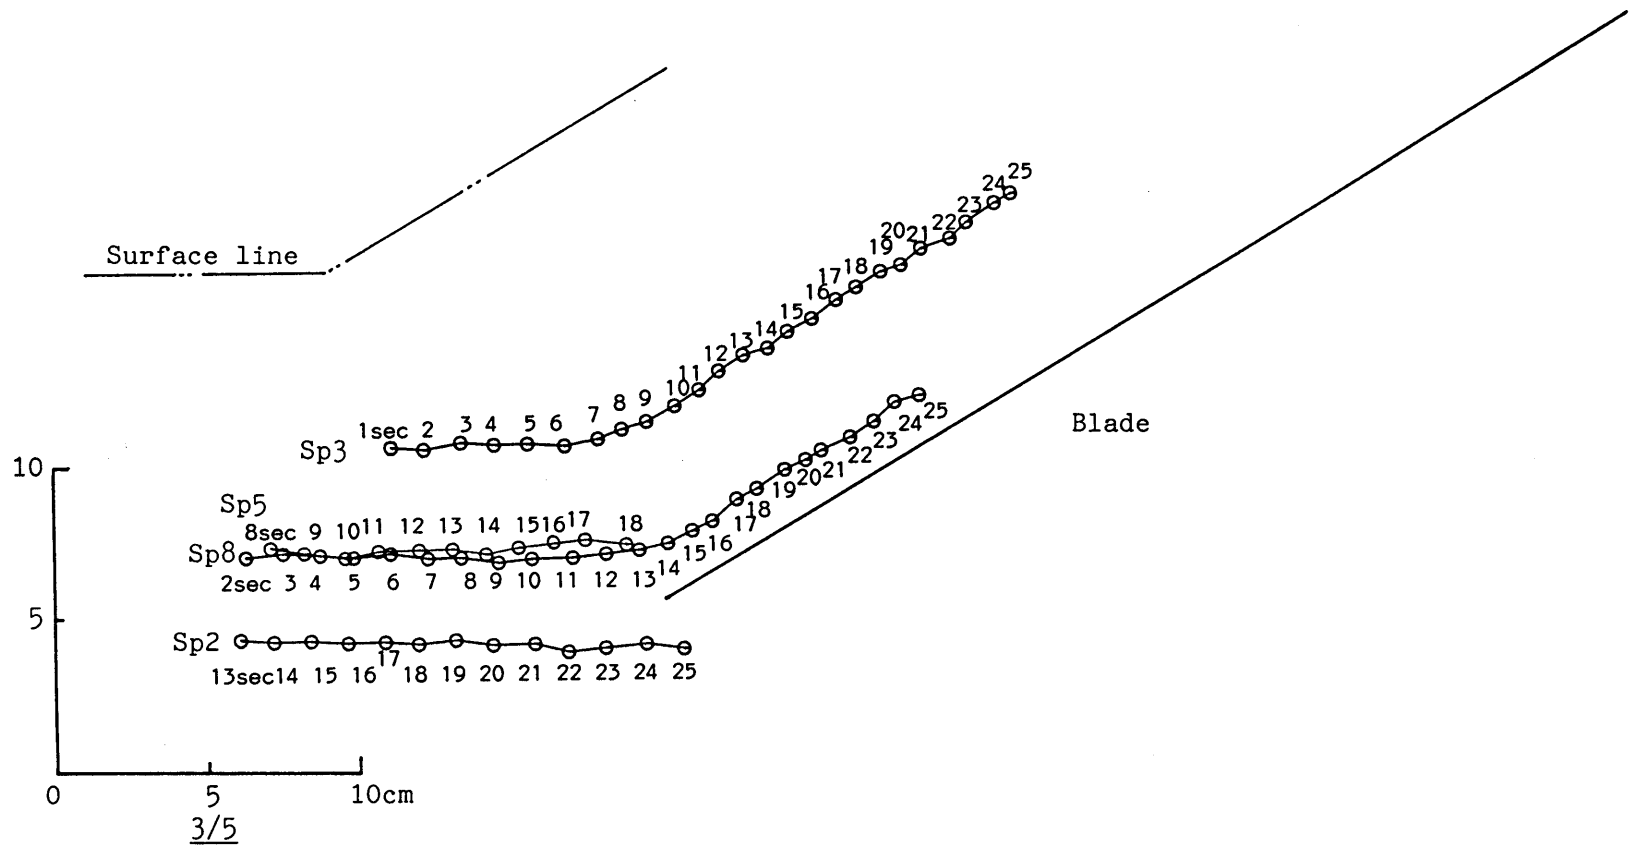 Surface line
Sp3 1sec 2 3 4 5 6 7 8 9 10 11 12 13 14 15 16 17 18 19 20 21 22 23 24 25
Blade
10
Sp5
8sec 9 10 11 12 13 14 15 16 17 18
Sp8
2sec 3 4 5 6 7 8 9 10 11 12 13 14 15 16 17 18 19 20 21 22 23 24 25
5
Sp2
13sec 14 15 16 17 18 19 20 21 22 23 24 25
0 5 10cm
3/5